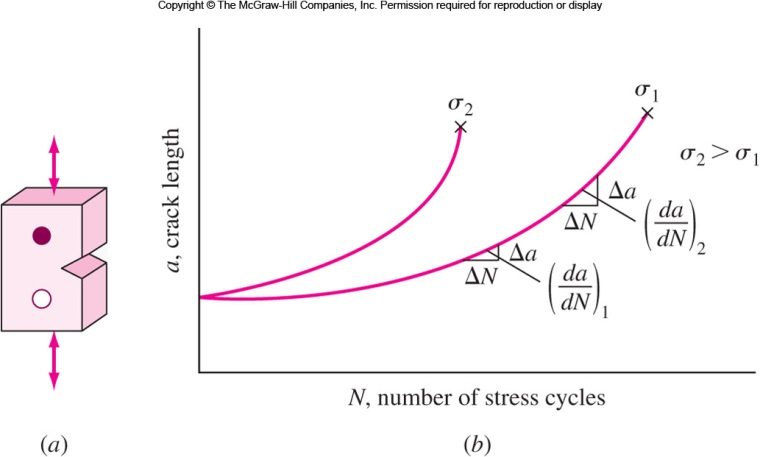 Copyright © The McGraw-Hill Companies, Inc. Permission required for reproduction or display
a, crack length
σ₂
σ₁
σ₂ > σ₁
Δa
ΔN
(da/dN)₂
Δa
ΔN
(da/dN)₁
N, number of stress cycles
(a)
(b)